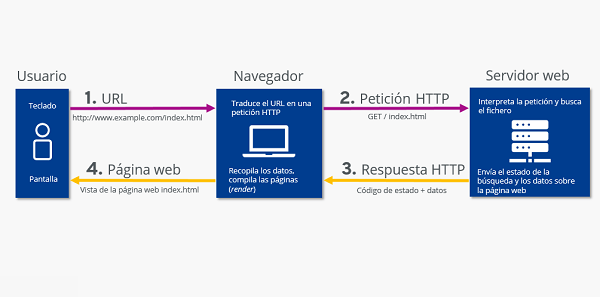 Usuario
Navegador
Servidor web
Teclado
Pantalla
1. URL
http://www.example.com/index.html
Traduce el URL en una
petición HTTP
Recopila los datos,
compila las páginas
(render)
2. Petición HTTP
GET / index.html
Interpreta la petición y busca
el fichero
Envía el estado de la
búsqueda y los datos sobre
la página web
3. Respuesta HTTP
Código de estado + datos
4. Página web
Vista de la página web index.html